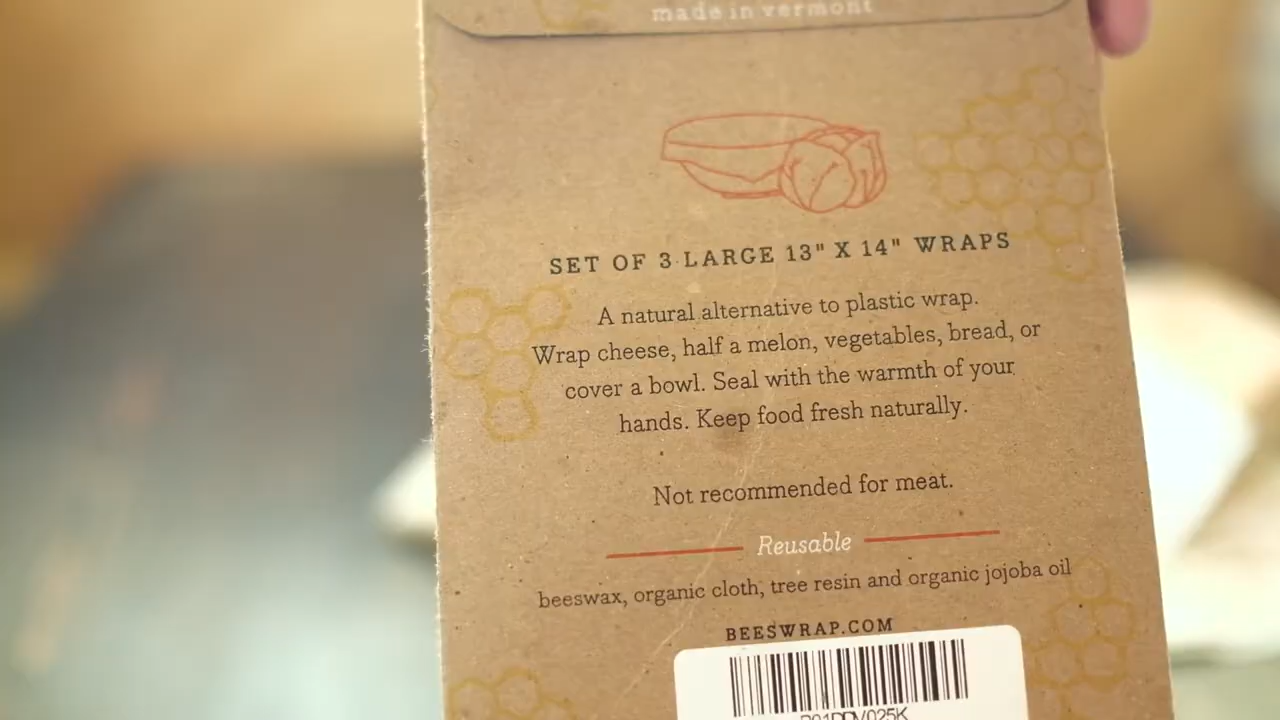 made in vermont
SET OF 3 LARGE 13" X 14" WRAPS
A natural alternative to plastic wrap.
Wrap cheese, half a melon, vegetables, bread, or
cover a bowl. Seal with the warmth of your
hands. Keep food fresh naturally.
Not recommended for meat.
Reusable
beeswax, organic cloth, tree resin and organic jojoba oil
BEESWRAP.COM